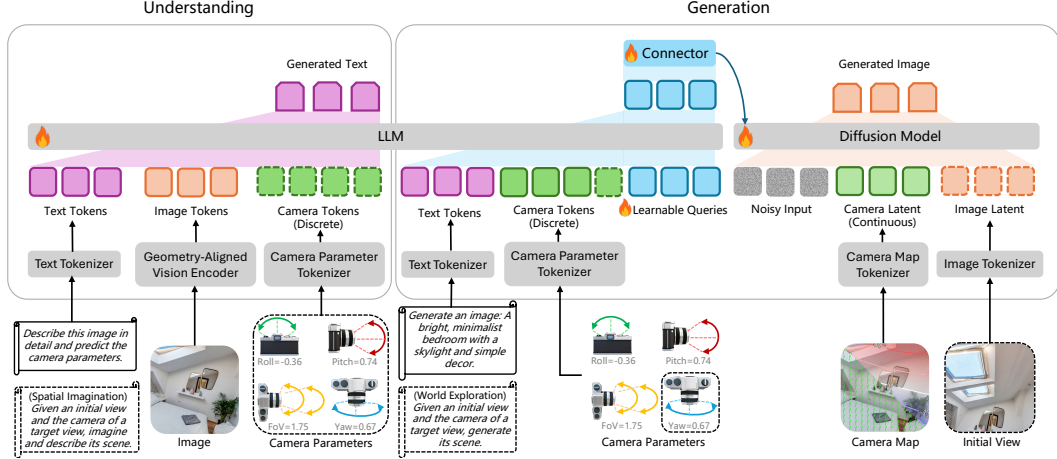 Understanding
Generation
Generated Text
Connector
Generated Image
LLM
Diffusion Model
Text Tokens
Image Tokens
Camera Tokens
(Discrete)
Text Tokens
Camera Tokens
(Discrete)
Learnable Queries
Noisy Input
Camera Latent
(Continuous)
Image Latent
Text Tokenizer
Geometry-Aligned
Vision Encoder
Camera Parameter
Tokenizer
Text Tokenizer
Camera Parameter
Tokenizer
Camera Map
Tokenizer
Image Tokenizer
Describe this image in
detail and predict the
camera parameters.
(Spatial Imagination)
Given an initial view
and the camera of a
target view, imagine
and describe its scene.
Image
Roll=-0.36
Pitch=0.74
FoV=1.75
Yaw=0.67
Camera Parameters
Generate an image: A
bright, minimalist
bedroom with a
skylight and simple
decor.
(World Exploration)
Given an initial view
and the camera of a
target view, generate
its scene.
Roll=-0.36
Pitch=0.74
FoV=1.75
Yaw=0.67
Camera Parameters
Camera Map
Initial View